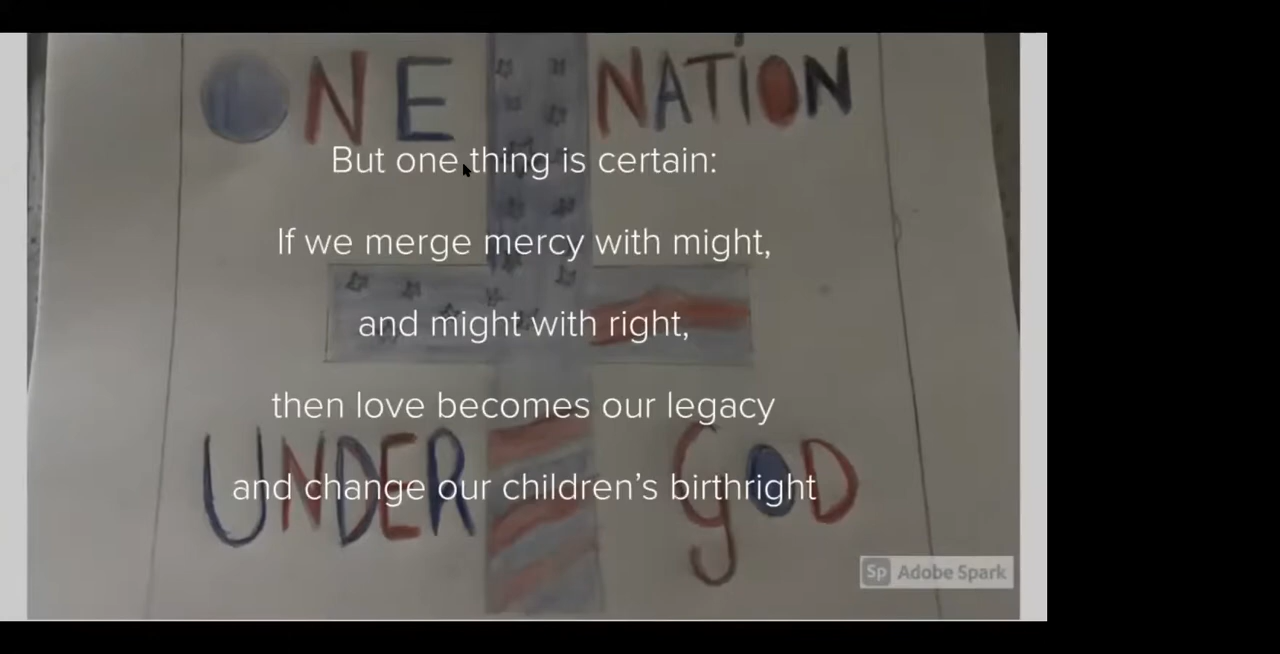 ONE NATION
But one thing is certain:
If we merge mercy with might,
and might with right,
then love becomes our legacy
UNDER GOD
and change our children’s birthright
Sp Adobe Spark